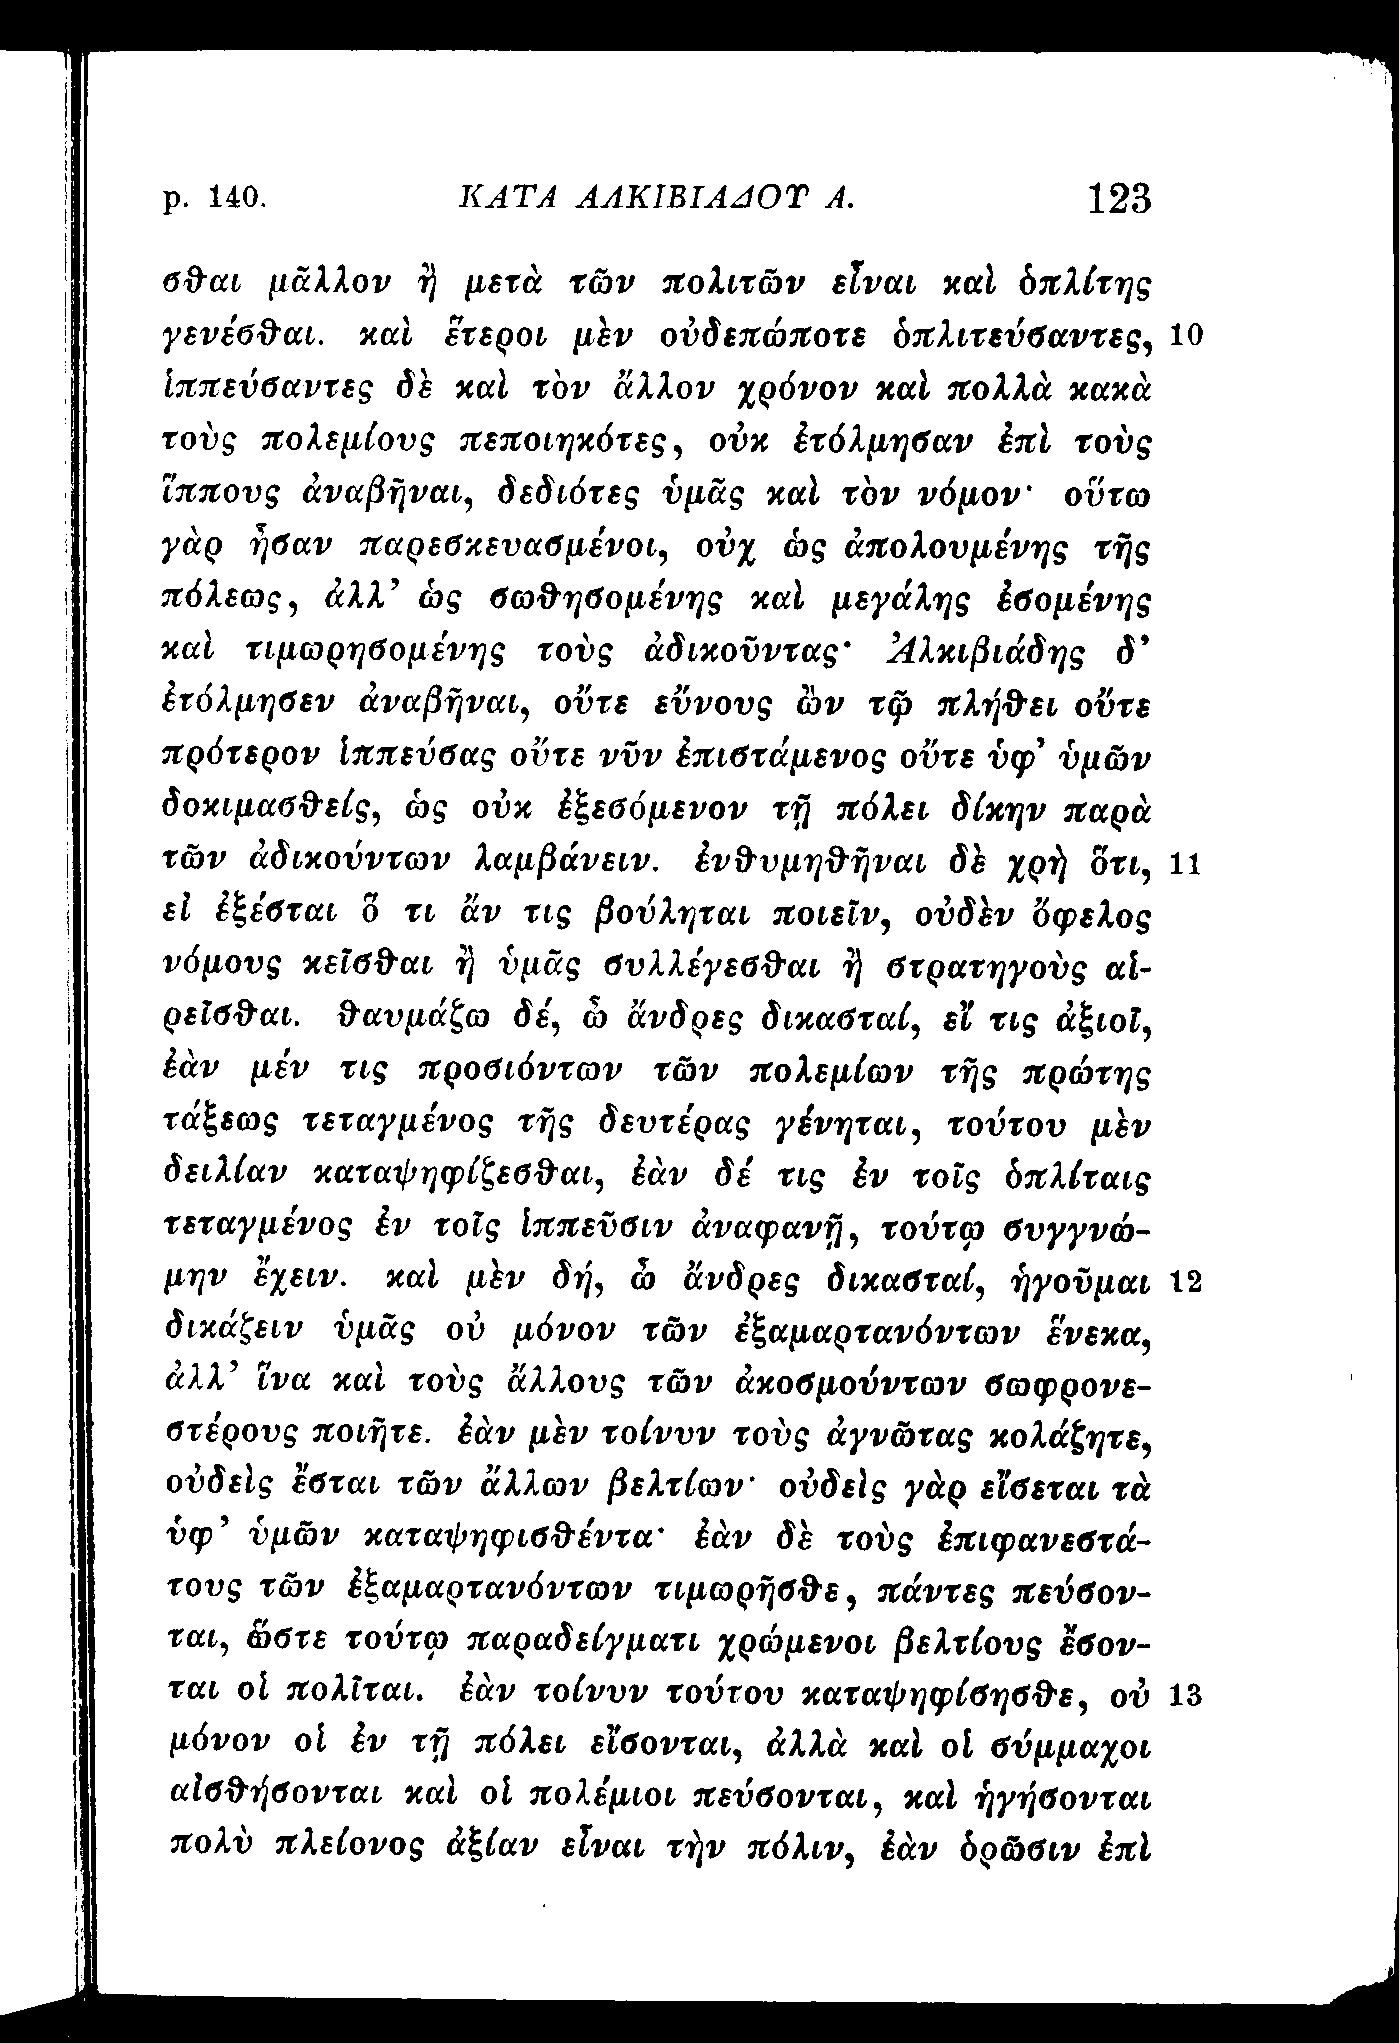 p. 140. ΚΑΤΑ ΑΛΚΙΒΙΑΔΟΥ Α. 123
σθαι μᾶλλον ἢ μετὰ τῶν πολιτῶν εἶναι καὶ ὁπλίτης
γενέσθαι. καὶ ἕτεροι μὲν οὐδεπώποτε ὁπλιτεύσαντες, 10
ἱππεύσαντες δὲ καὶ τὸν ἄλλον χρόνον καὶ πολλὰ κακὰ
τοὺς πολεμίους πεποιηκότες, οὐκ ἐτόλμησαν ἐπὶ τοὺς
ἵππους ἀναβῆναι, δεδιότες ὑμᾶς καὶ τὸν νόμον· οὕτω
γὰρ ἦσαν παρεσκευασμένοι, οὐχ ὡς ἀπολουμένης τῆς
πόλεως, ἀλλ’ ὡς σωθησομένης καὶ μεγάλης ἐσομένης
καὶ τιμωρησομένης τοὺς ἀδικοῦντας· Ἀλκιβιάδης δ’
ἐτόλμησεν ἀναβῆναι, οὔτε εὔνους ὢν τῷ πλήθει οὔτε
πρότερον ἱππεύσας οὔτε νῦν ἐπιστάμενος οὔτε ὑφ’ ὑμῶν
δοκιμασθείς, ὡς οὐκ ἐξεσόμενον τῇ πόλει δίκην παρὰ
τῶν ἀδικούντων λαμβάνειν. ἐνθυμηθῆναι δὲ χρὴ ὅτι, 11
εἰ ἐξέσται ὅ τι ἄν τις βούληται ποιεῖν, οὐδὲν ὄφελος
νόμους κεῖσθαι ἢ ὑμᾶς συλλέγεσθαι ἢ στρατηγοὺς αἱ-
ρεῖσθαι. θαυμάζω δέ, ὦ ἄνδρες δικασταί, εἴ τις ἀξιοῖ,
ἐὰν μέν τις προσιόντων τῶν πολεμίων τῆς πρώτης
τάξεως τεταγμένος τῆς δευτέρας γένηται, τούτου μὲν
δειλίαν καταψηφίζεσθαι, ἐὰν δέ τις ἐν τοῖς ὁπλίταις
τεταγμένος ἐν τοῖς ἱππεῦσιν ἀναφανῇ, τούτῳ συγγνώ-
μην ἔχειν. καὶ μὲν δή, ὦ ἄνδρες δικασταί, ἡγοῦμαι 12
δικάζειν ὑμᾶς οὐ μόνον τῶν ἐξαμαρτανόντων ἕνεκα,
ἀλλ’ ἵνα καὶ τοὺς ἄλλους τῶν ἀκοσμούντων σωφρονε-
στέρους ποιῆτε. ἐὰν μὲν τοίνυν τοὺς ἀγνῶτας κολάζητε,
οὐδεὶς ἔσται τῶν ἄλλων βελτίων· οὐδεὶς γὰρ εἴσεται τὰ
ὑφ’ ὑμῶν καταψηφισθέντα· ἐὰν δὲ τοὺς ἐπιφανεστά-
τους τῶν ἐξαμαρτανόντων τιμωρῆσθε, πάντες πεύσον-
ται, ὥστε τούτῳ παραδείγματι χρώμενοι βελτίους ἔσον-
ται οἱ πολῖται. ἐὰν τοίνυν τούτου καταψηφίσησθε, οὐ 13
μόνον οἱ ἐν τῇ πόλει εἴσονται, ἀλλὰ καὶ οἱ σύμμαχοι
αἰσθήσονται καὶ οἱ πολέμιοι πεύσονται, καὶ ἡγήσονται
πολὺ πλείονος ἀξίαν εἶναι τὴν πόλιν, ἐὰν ὁρῶσιν ἐπὶ